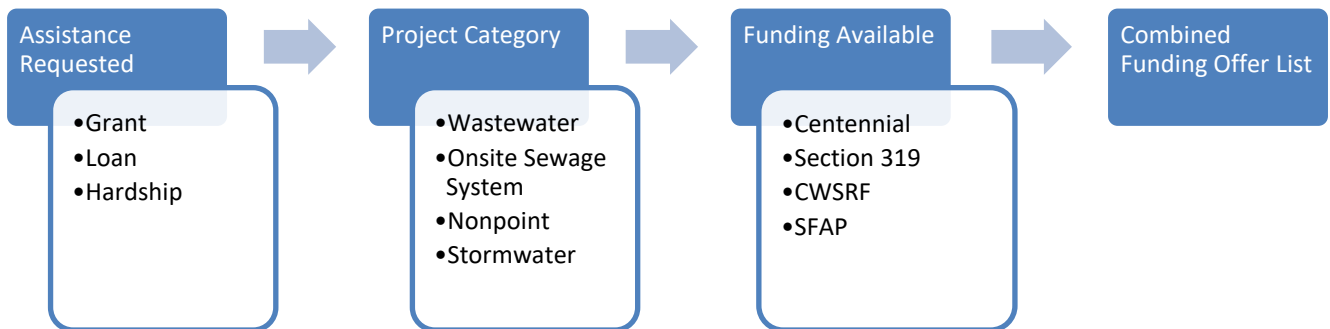 Assistance
Requested
•Grant
•Loan
•Hardship
Project Category
•Wastewater
•Onsite Sewage
System
•Nonpoint
•Stormwater
Funding Available
•Centennial
•Section 319
•CWSRF
•SFAP
Combined
Funding Offer List